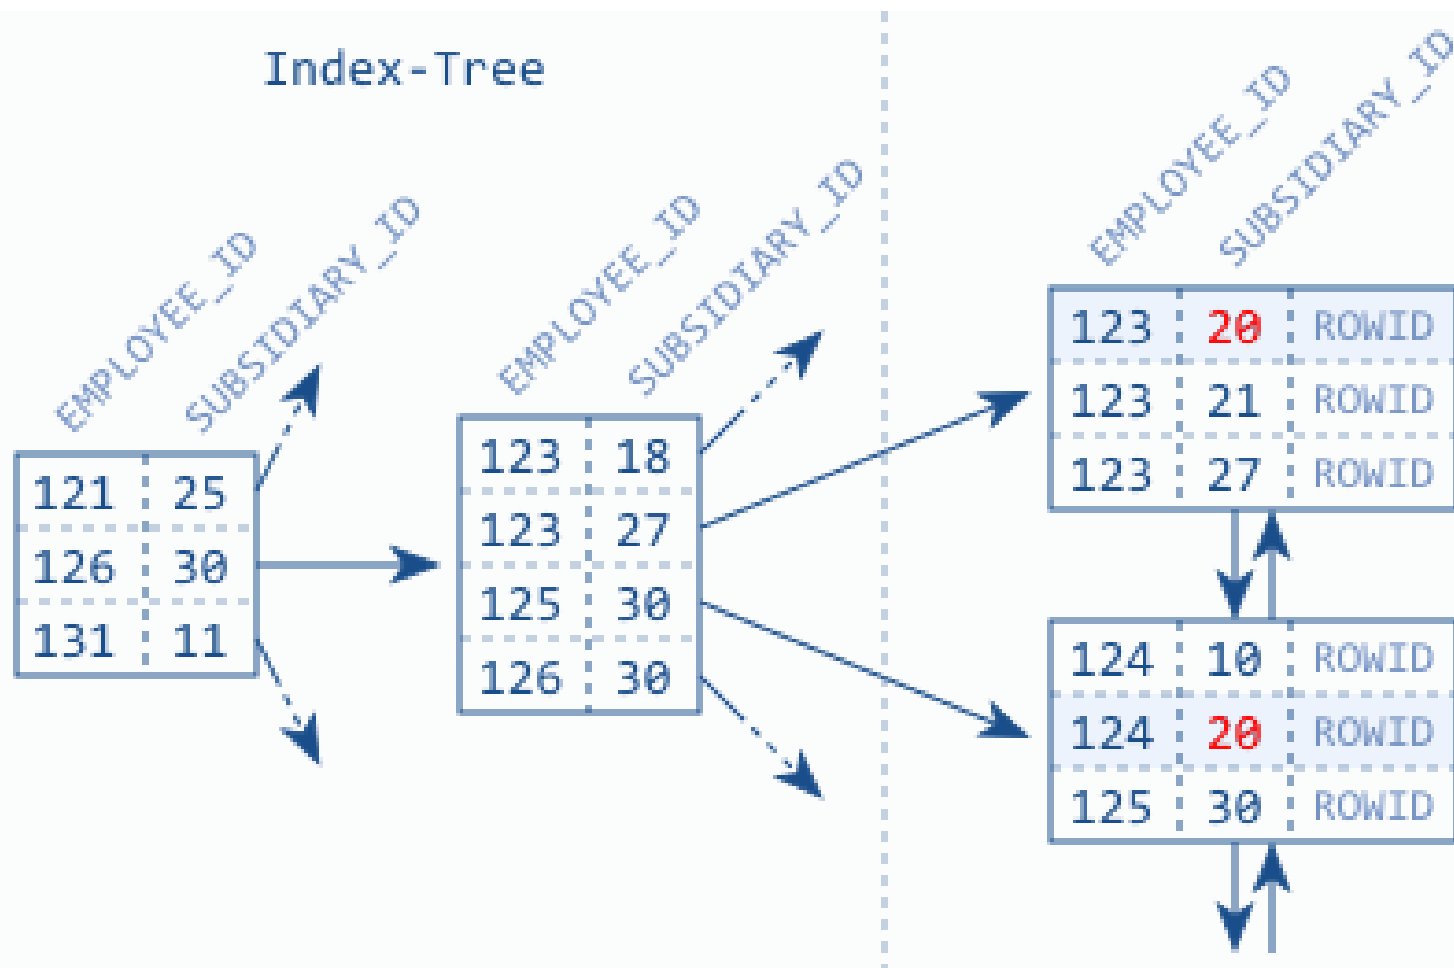 Index-Tree
EMPLOYEE_ID
SUBSIDIARY_ID
121 25
126 30
131 11
EMPLOYEE_ID
SUBSIDIARY_ID
123 18
123 27
125 30
126 30
EMPLOYEE_ID
SUBSIDIARY_ID
123 20 ROWID
123 21 ROWID
123 27 ROWID
124 10 ROWID
124 20 ROWID
125 30 ROWID